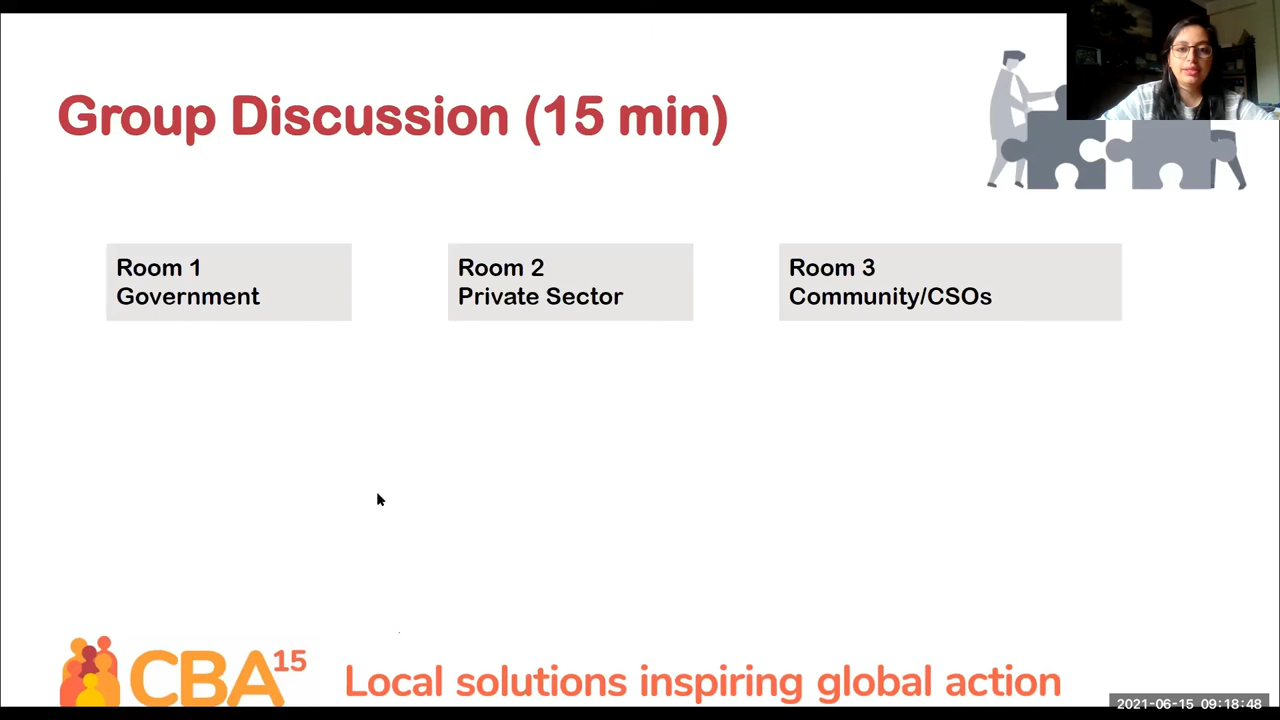 Group Discussion (15 min)
Room 1
Government
Room 2
Private Sector
Room 3
Community/CSOs
CBA15
Local solutions inspiring global action
2021-06-15 09:18:48